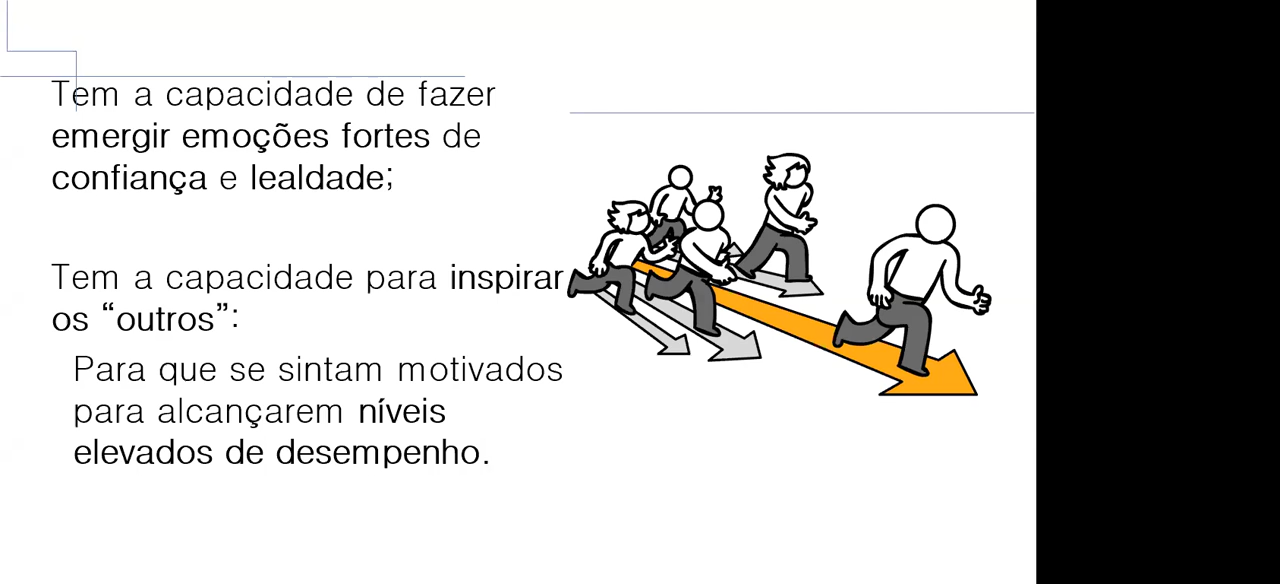 Tem a capacidade de fazer
emergir emoções fortes de
confiança e lealdade;
Tem a capacidade para inspirar
os “outros”:
Para que se sintam motivados
para alcançarem níveis
elevados de desempenho.